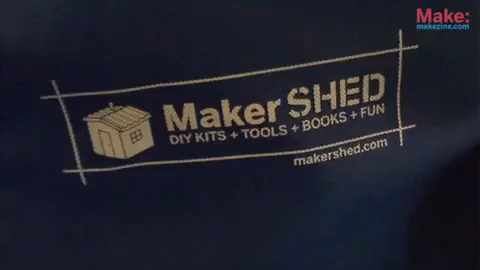 Make:
makezine.com
Maker SHED
DIY KITS + TOOLS + BOOKS + FUN
makershed.com